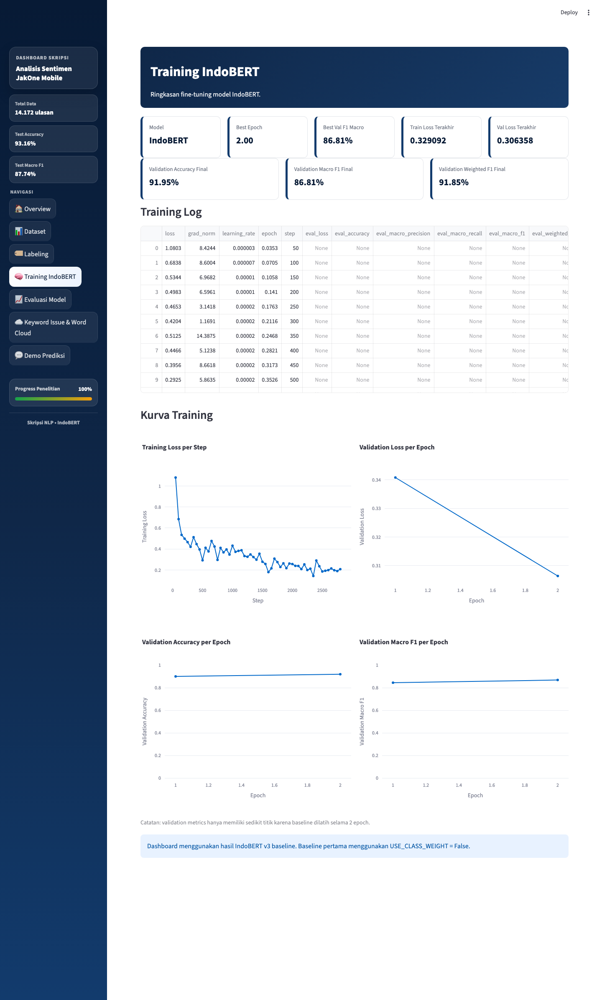 Deploy
DASHBOARD SKRIPSI
Analisis Sentimen
JakOne Mobile
Total Data
14.172 ulasan
Test Accuracy
93.16%
Test Macro F1
87.74%
NAVIGASI
Overview
Dataset
Labeling
Training IndoBERT
Evaluasi Model
Keyword Issue & Word
Cloud
Demo Prediksi
Progress Penelitian 100%
Skripsi NLP • IndoBERT
Training IndoBERT
Ringkasan fine-tuning model IndoBERT.
Model Best Epoch Best Val F1 Macro Train Loss Terakhir Val Loss Terakhir
IndoBERT 2.00 86.81% 0.329092 0.306358
Validation Accuracy Final Validation Macro F1 Final Validation Weighted F1 Final
91.95% 86.81% 91.85%
Training Log
loss grad_norm learning_rate epoch step eval_loss eval_accuracy eval_macro_precision eval_macro_recall eval_macro_f1 eval_weighted_
0 1.0803 8.4244 0.000003 0.0353 50 None None None None None No
1 0.6838 8.6004 0.000007 0.0705 100 None None None None None No
2 0.5344 6.9682 0.00001 0.1058 150 None None None None None No
3 0.4983 6.5961 0.00001 0.141 200 None None None None None No
4 0.4653 3.1418 0.00002 0.1763 250 None None None None None No
5 0.4204 1.1691 0.00002 0.2116 300 None None None None None No
6 0.5125 14.3875 0.00002 0.2468 350 None None None None None No
7 0.4466 5.1238 0.00002 0.2821 400 None None None None None No
8 0.3956 8.6618 0.00002 0.3173 450 None None None None None No
9 0.2925 5.8635 0.00002 0.3526 500 None None None None None No
Kurva Training
Training Loss per Step
1
0.8
0.6
0.4
0.2
Training Loss
0 500 1000 1500 2000 2500
Step
Validation Loss per Epoch
0.34
0.33
0.32
0.31
Validation Loss
1 1.2 1.4 1.6 1.8 2
Epoch
Validation Accuracy per Epoch
1
0.8
0.6
0.4
0.2
0
Validation Accuracy
1 1.2 1.4 1.6 1.8 2
Epoch
Validation Macro F1 per Epoch
1
0.8
0.6
0.4
0.2
0
Validation Macro F1
1 1.2 1.4 1.6 1.8 2
Epoch
Catatan: validation metrics hanya memiliki sedikit titik karena baseline dilatih selama 2 epoch.
Dashboard menggunakan hasil IndoBERT v3 baseline. Baseline pertama menggunakan USE_CLASS_WEIGHT = False.